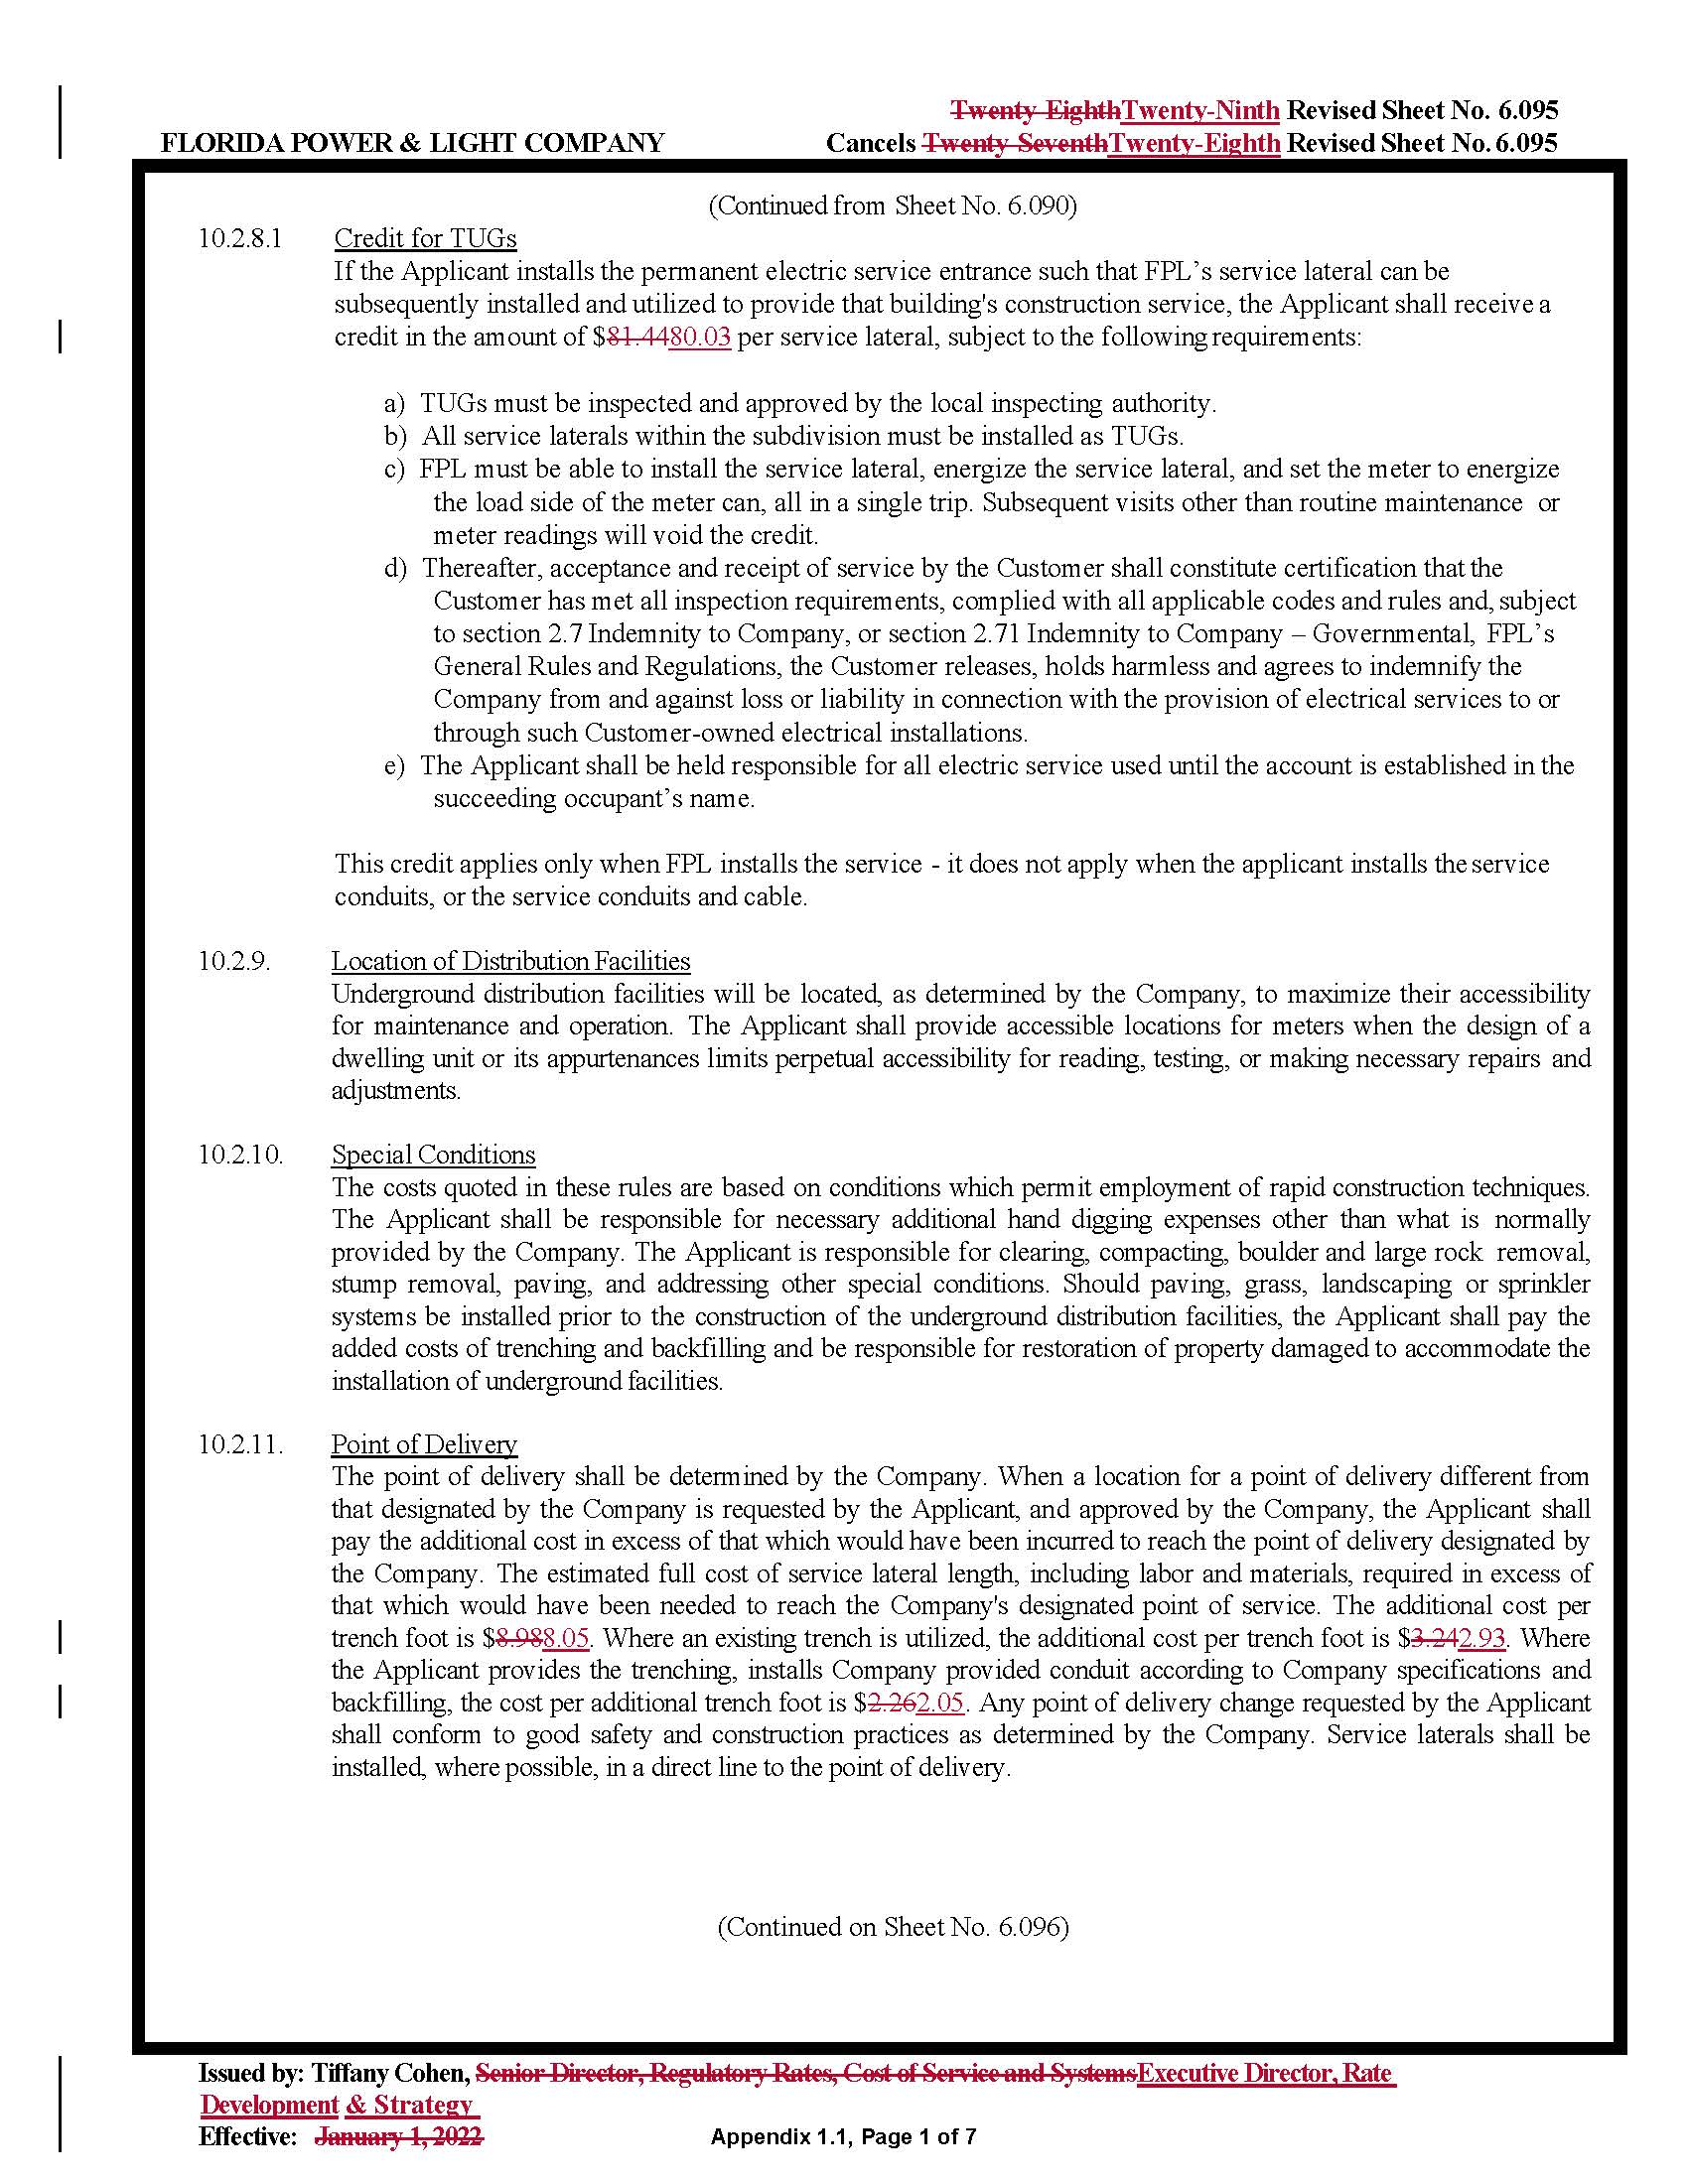 Twenty-EighthTwenty-Ninth Revised Sheet No. 6.095
FLORIDA POWER & LIGHT COMPANY Cancels Twenty-SeventhTwenty-Eighth Revised Sheet No. 6.095
(Continued from Sheet No. 6.090)
10.2.8.1 Credit for TUGs
If the Applicant installs the permanent electric service entrance such that FPL’s service lateral can be
subsequently installed and utilized to provide that building's construction service, the Applicant shall receive a
credit in the amount of $81.4480.03 per service lateral, subject to the following requirements:
a) TUGs must be inspected and approved by the local inspecting authority.
b) All service laterals within the subdivision must be installed as TUGs.
c) FPL must be able to install the service lateral, energize the service lateral, and set the meter to energize
the load side of the meter can, all in a single trip. Subsequent visits other than routine maintenance or
meter readings will void the credit.
d) Thereafter, acceptance and receipt of service by the Customer shall constitute certification that the
Customer has met all inspection requirements, complied with all applicable codes and rules and, subject
to section 2.7 Indemnity to Company, or section 2.71 Indemnity to Company – Governmental, FPL’s
General Rules and Regulations, the Customer releases, holds harmless and agrees to indemnify the
Company from and against loss or liability in connection with the provision of electrical services to or
through such Customer-owned electrical installations.
e) The Applicant shall be held responsible for all electric service used until the account is established in the
succeeding occupant’s name.
This credit applies only when FPL installs the service - it does not apply when the applicant installs the service
conduits, or the service conduits and cable.
10.2.9. Location of Distribution Facilities
Underground distribution facilities will be located, as determined by the Company, to maximize their accessibility
for maintenance and operation. The Applicant shall provide accessible locations for meters when the design of a
dwelling unit or its appurtenances limits perpetual accessibility for reading, testing, or making necessary repairs and
adjustments.
10.2.10. Special Conditions
The costs quoted in these rules are based on conditions which permit employment of rapid construction techniques.
The Applicant shall be responsible for necessary additional hand digging expenses other than what is normally
provided by the Company. The Applicant is responsible for clearing, compacting, boulder and large rock removal,
stump removal, paving, and addressing other special conditions. Should paving, grass, landscaping or sprinkler
systems be installed prior to the construction of the underground distribution facilities, the Applicant shall pay the
added costs of trenching and backfilling and be responsible for restoration of property damaged to accommodate the
installation of underground facilities.
10.2.11. Point of Delivery
The point of delivery shall be determined by the Company. When a location for a point of delivery different from
that designated by the Company is requested by the Applicant, and approved by the Company, the Applicant shall
pay the additional cost in excess of that which would have been incurred to reach the point of delivery designated by
the Company. The estimated full cost of service lateral length, including labor and materials, required in excess of
that which would have been needed to reach the Company's designated point of service. The additional cost per
trench foot is $8.988.05. Where an existing trench is utilized, the additional cost per trench foot is $3.242.93. Where
the Applicant provides the trenching, installs Company provided conduit according to Company specifications and
backfilling, the cost per additional trench foot is $2.262.05. Any point of delivery change requested by the Applicant
shall conform to good safety and construction practices as determined by the Company. Service laterals shall be
installed, where possible, in a direct line to the point of delivery.
(Continued on Sheet No. 6.096)
Issued by: Tiffany Cohen, Senior Director, Regulatory Rates, Cost of Service and SystemsExecutive Director, Rate
Development & Strategy
Effective: January 1, 2022 Appendix 1.1, Page 1 of 7